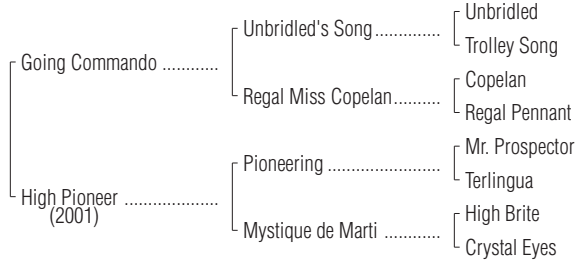 Unbridled
Unbridled's Song..............
Trolley Song
Going Commando ............
Copelan
Regal Miss Copelan..........
Regal Pennant
Mr. Prospector
Pioneering ........................
Terlingua
High Pioneer ....................
(2001)
High Brite
Mystique de Marti ............
Crystal Eyes